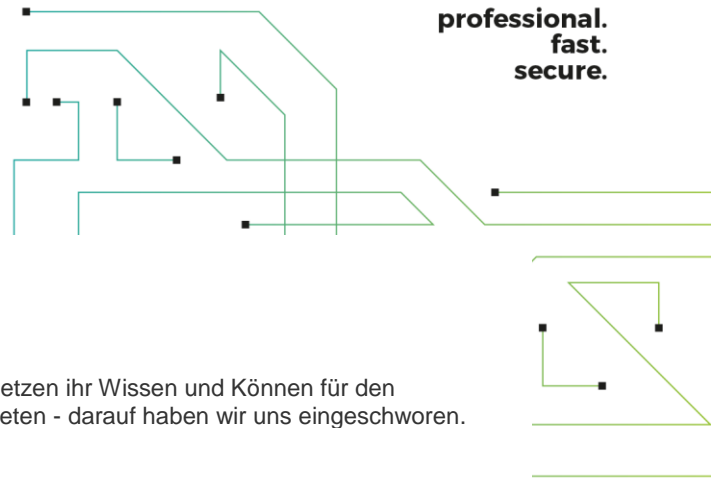 professional.
fast.
secure.
etzen ihr Wissen und Können für den
eten - darauf haben wir uns eingeschworen.